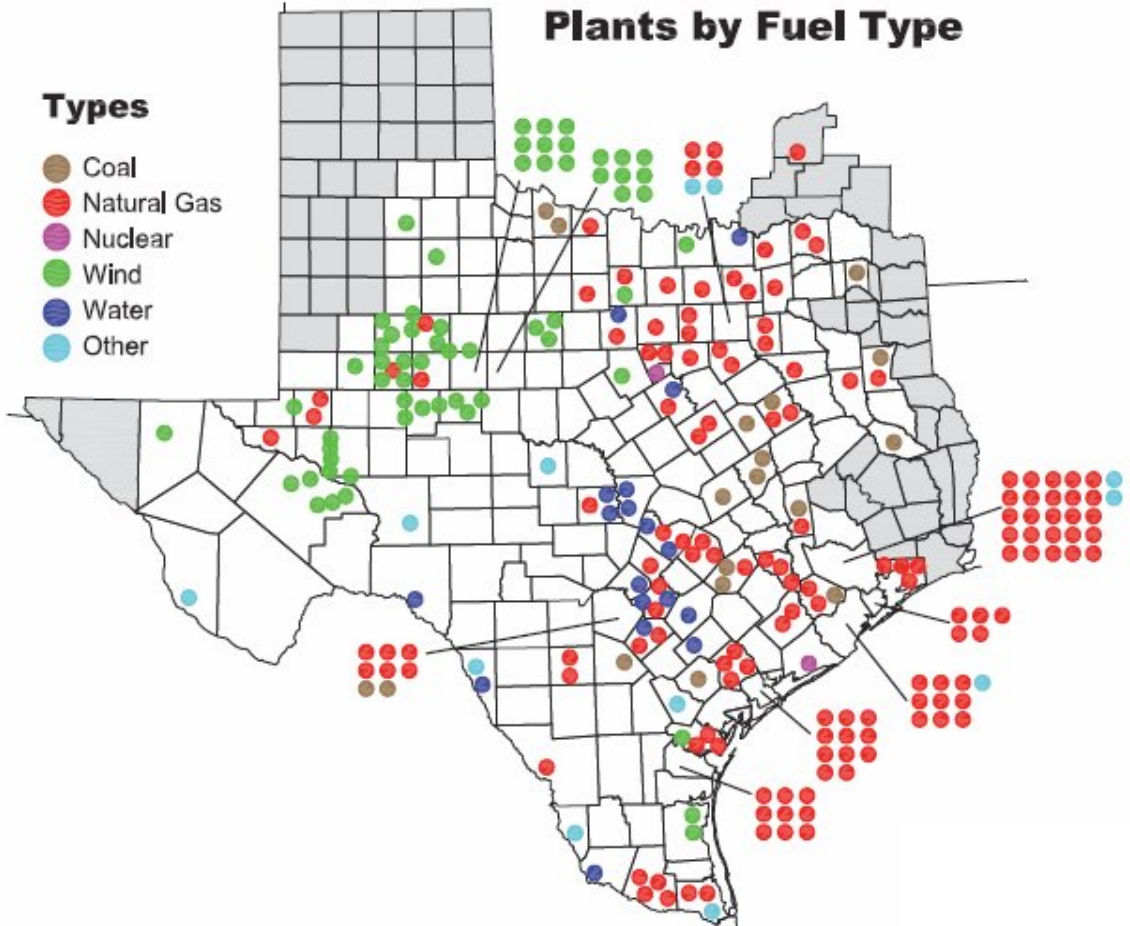 Plants by Fuel Type
Types
Coal
Natural Gas
Nuclear
Wind
Water
Other